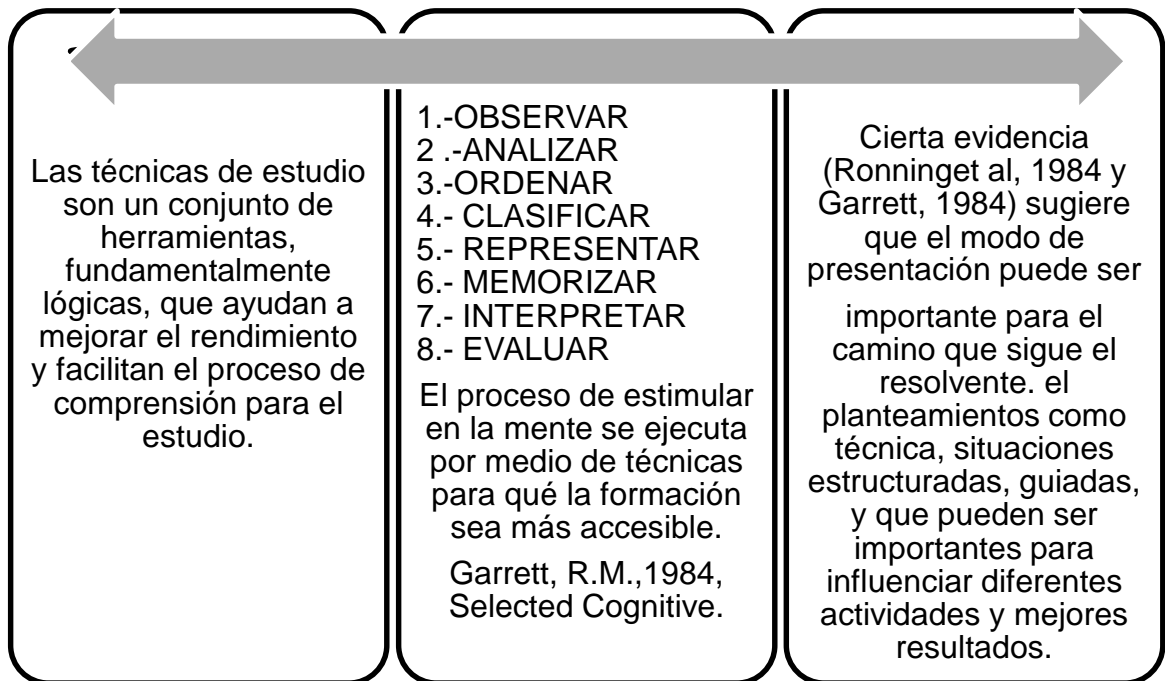 Las técnicas de estudio
son un conjunto de
herramientas,
fundamentalmente
lógicas, que ayudan a
mejorar el rendimiento
y facilitan el proceso de
comprensión para el
estudio.
1.-OBSERVAR
2 .-ANALIZAR
3.-ORDENAR
4.- CLASIFICAR
5.- REPRESENTAR
6.- MEMORIZAR
7.- INTERPRETAR
8.- EVALUAR
El proceso de estimular
en la mente se ejecuta
por medio de técnicas
para qué la formación
sea más accesible.
Garrett, R.M.,1984,
Selected Cognitive.
Cierta evidencia
(Ronninget al, 1984 y
Garrett, 1984) sugiere
que el modo de
presentación puede ser
importante para el
camino que sigue el
resolvente. el
planteamientos como
técnica, situaciones
estructuradas, guiadas,
y que pueden ser
importantes para
influenciar diferentes
actividades y mejores
resultados.